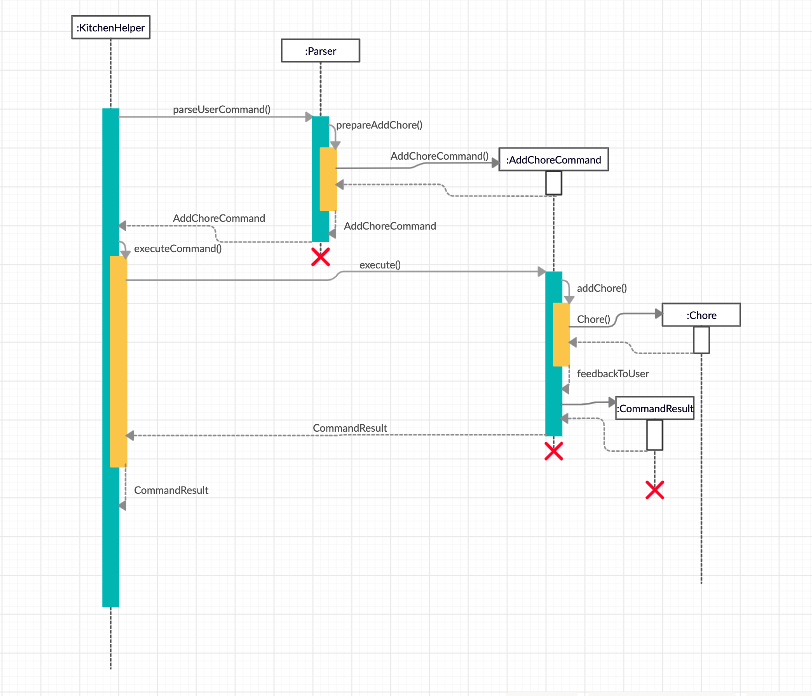 :KitchenHelper
:Parser
parseUserCommand()
prepareAddChore()
AddChoreCommand()
:AddChoreCommand
AddChoreCommand
AddChoreCommand
executeCommand()
execute()
addChore()
Chore()
:Chore
feedbackToUser
:CommandResult
CommandResult
CommandResult